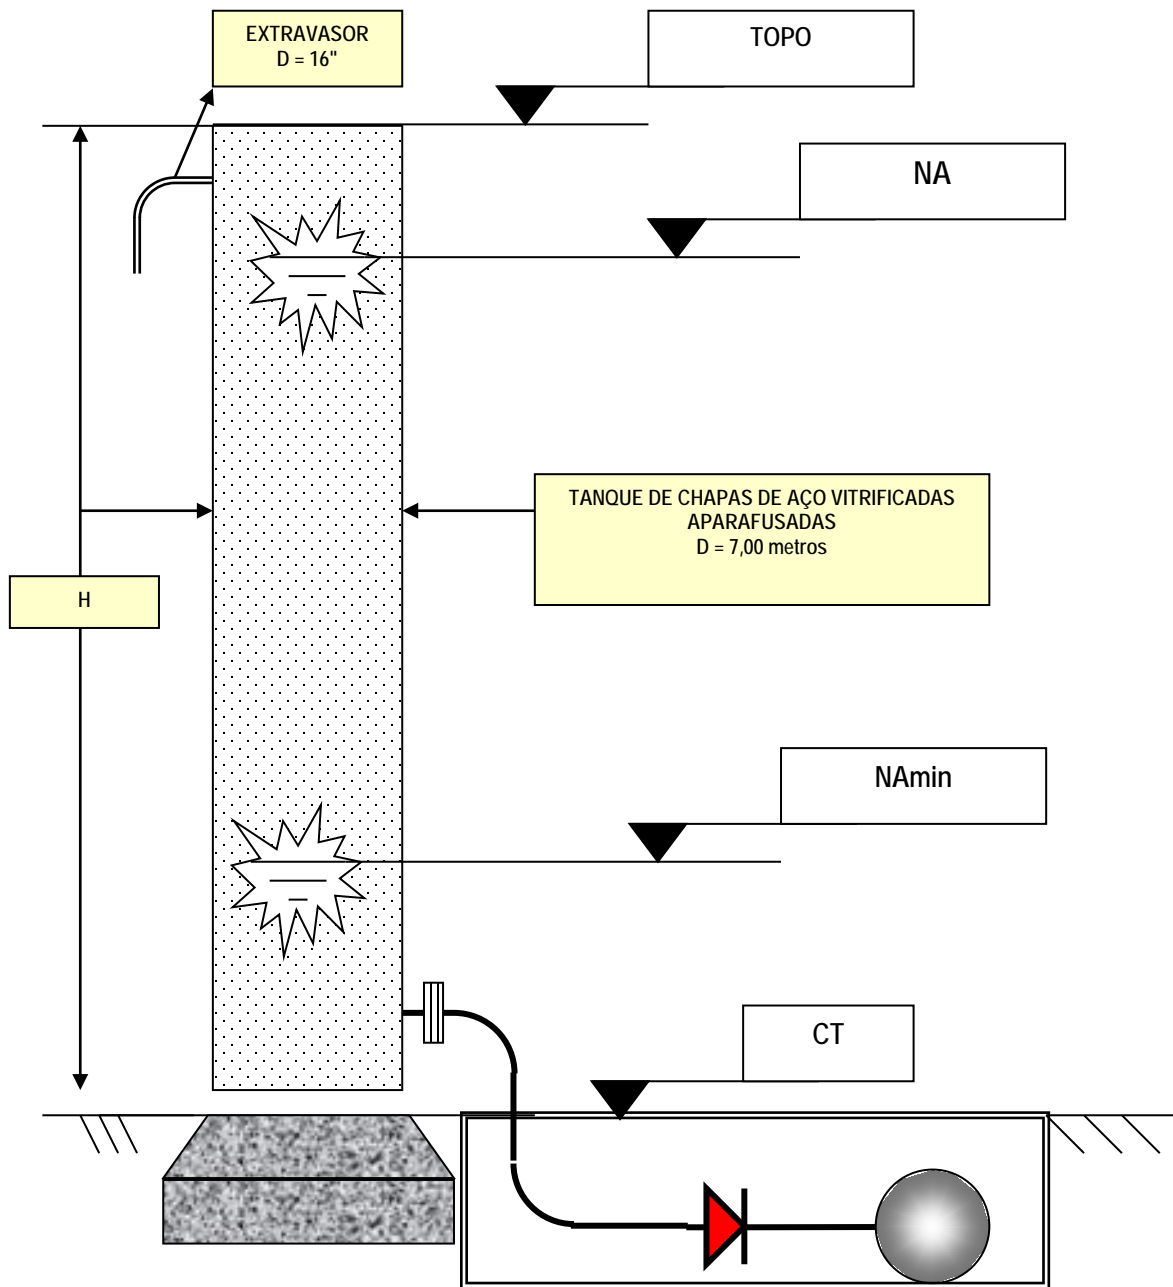 EXTRAVASOR
D = 16"
TOPO
NA
TANQUE DE CHAPAS DE AÇO VITRIFICADAS
APARAFUSADAS
D = 7,00 metros
H
NAmin
CT